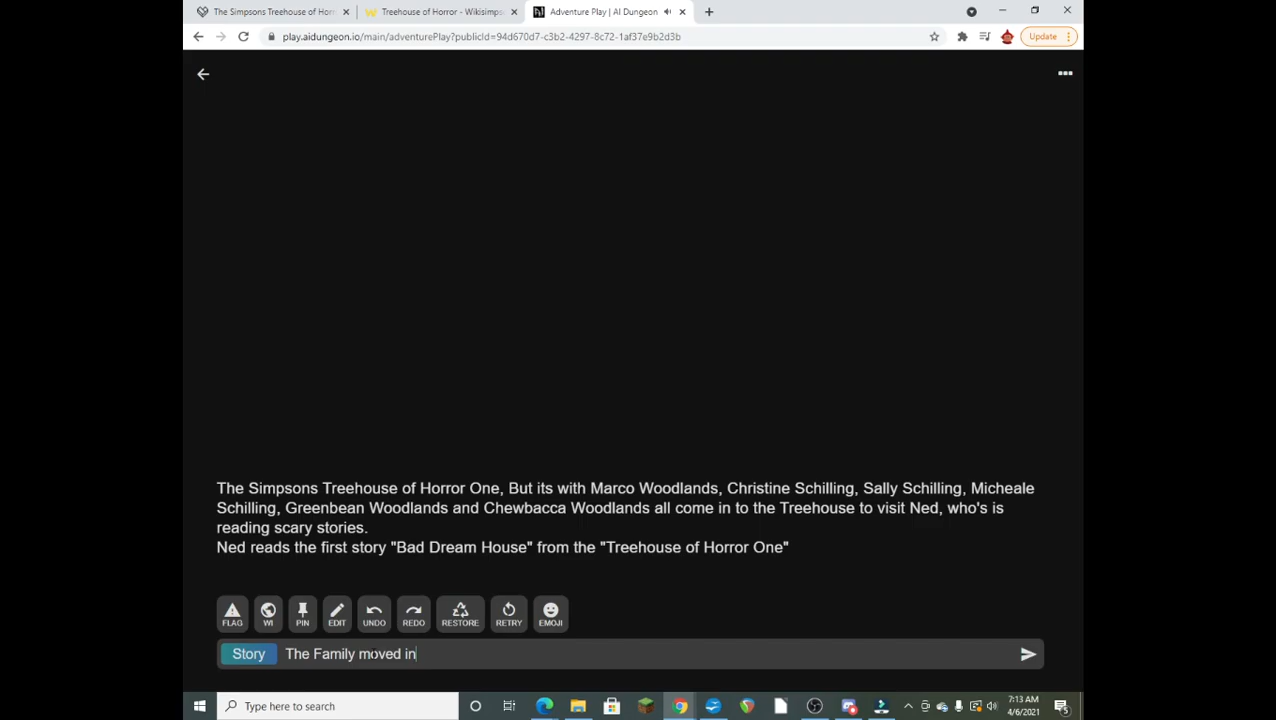 The Simpsons Treehouse of Hom
Treehouse of Horror - Wikisimps
Adventure Play | AI Dungeon
play.aidungeon.io/main/adventurePlay?publicId=94d670d7-c3b2-4297-8c72-1af37e9b2d3b
Update
The Simpsons Treehouse of Horror One, But its with Marco Woodlands, Christine Schilling, Sally Schilling, Micheale
Schilling, Greenbean Woodlands and Chewbacca Woodlands all come in to the Treehouse to visit Ned, who's is
reading scary stories.
Ned reads the first story "Bad Dream House" from the "Treehouse of Horror One"
FLAG WI PIN EDIT UNDO REDO RESTORE RETRY EMOJI
Story The Family moved in
Type here to search
7:13 AM
4/6/2021
5